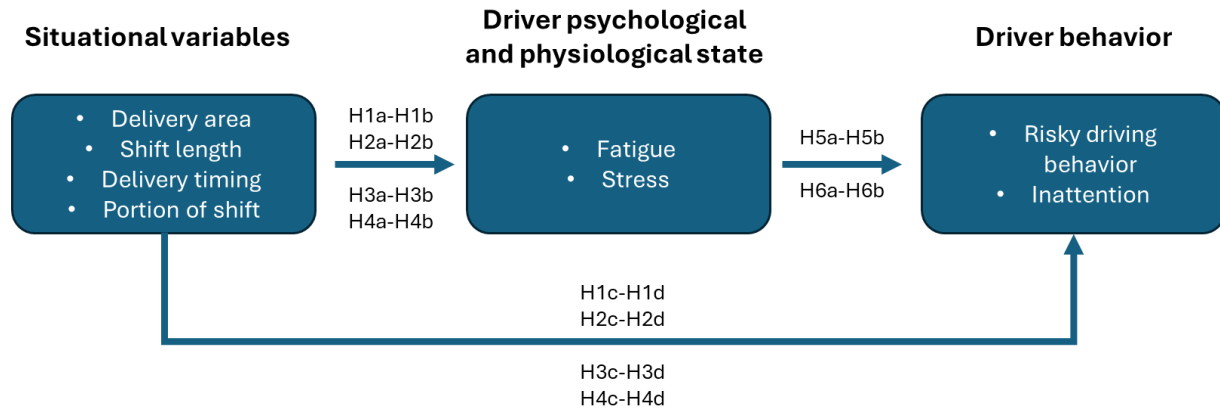 Situational variables
Driver psychological
and physiological state
Driver behavior
• Delivery area
• Shift length
• Delivery timing
• Portion of shift
H1a-H1b
H2a-H2b
H3a-H3b
H4a-H4b
• Fatigue
• Stress
H5a-H5b
H6a-H6b
• Risky driving
behavior
• Inattention
H1c-H1d
H2c-H2d
H3c-H3d
H4c-H4d